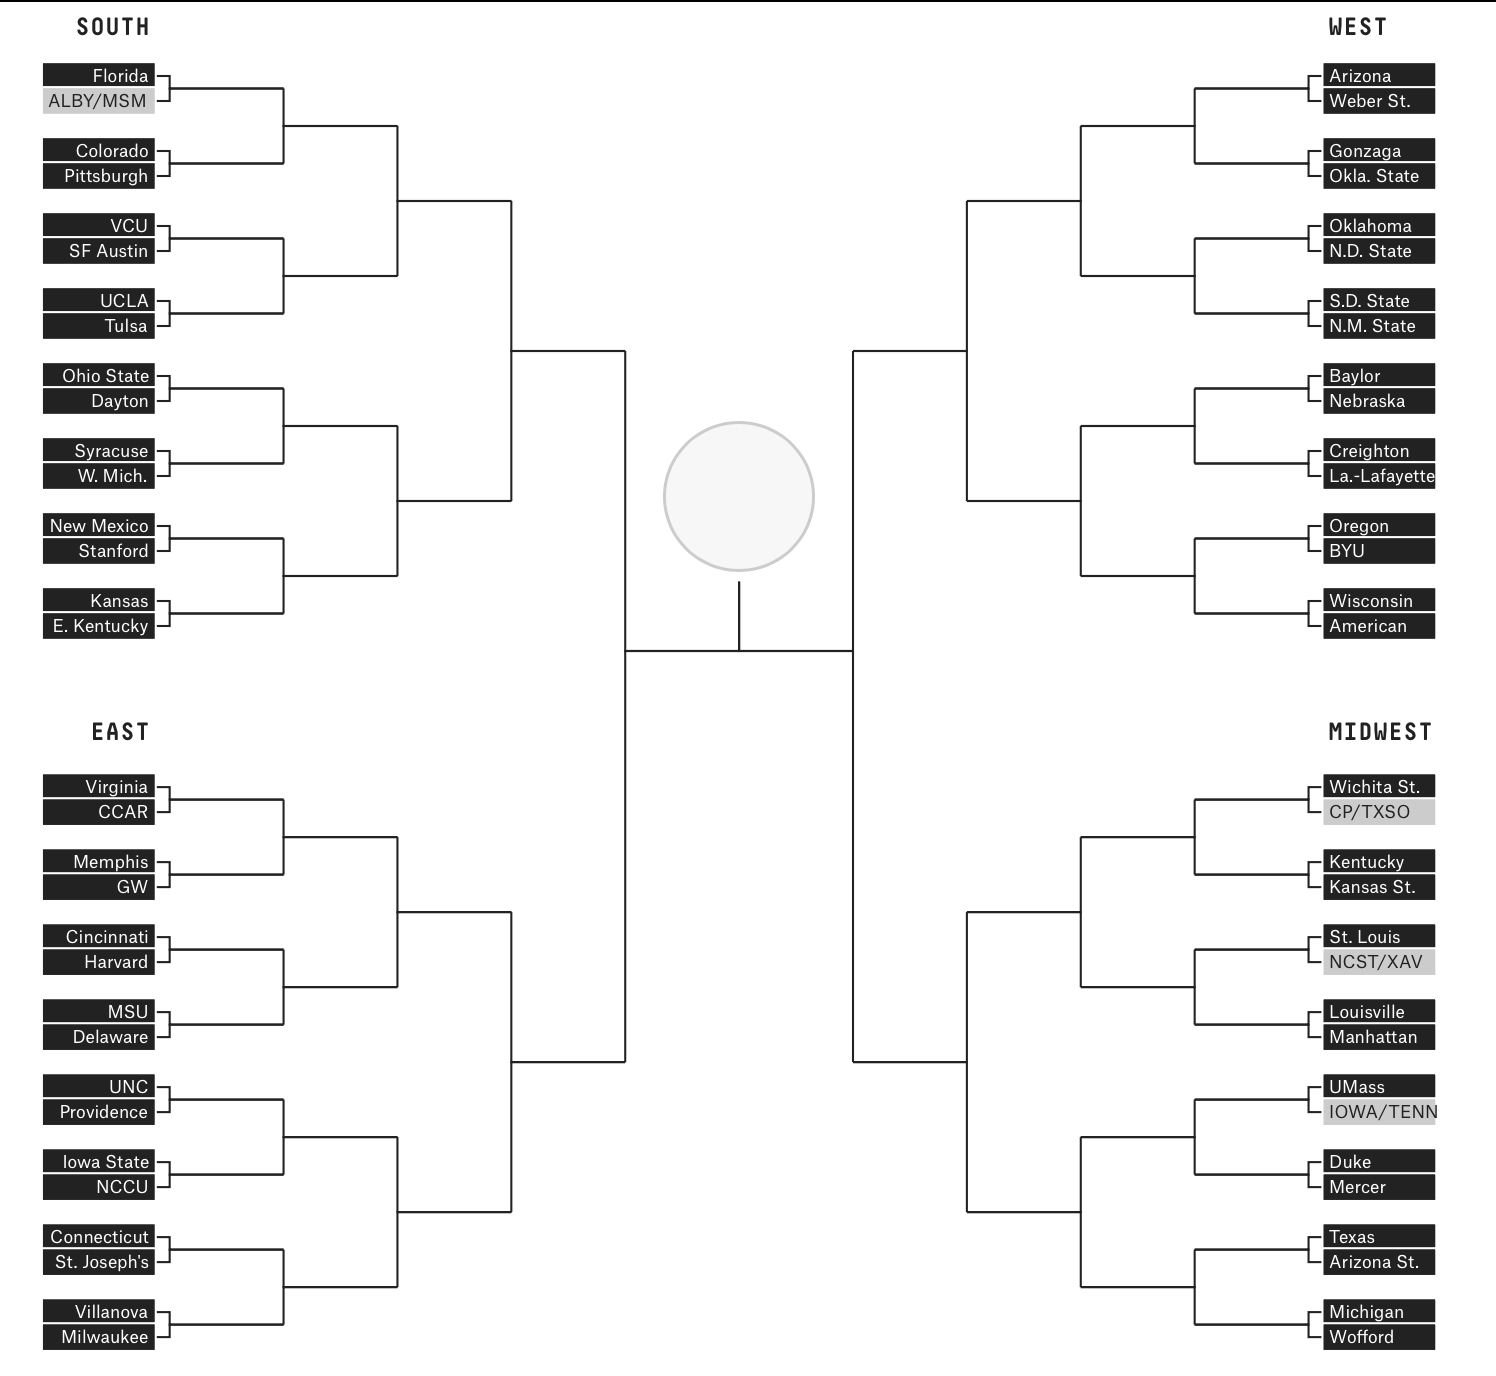 SOUTH
Florida
ALBY/MSM
Colorado
Pittsburgh
VCU
SF Austin
UCLA
Tulsa
Ohio State
Dayton
Syracuse
W. Mich.
New Mexico
Stanford
Kansas
E. Kentucky
EAST
Virginia
CCAR
Memphis
GW
Cincinnati
Harvard
MSU
Delaware
UNC
Providence
Iowa State
NCCU
Connecticut
St. Joseph's
Villanova
Milwaukee
WEST
Arizona
Weber St.
Gonzaga
Okla. State
Oklahoma
N.D. State
S.D. State
N.M. State
Baylor
Nebraska
Creighton
La.-Lafayette
Oregon
BYU
Wisconsin
American
MIDWEST
Wichita St.
CP/TXSO
Kentucky
Kansas St.
St. Louis
NCST/XAV
Louisville
Manhattan
UMass
IOWA/TENN
Duke
Mercer
Texas
Arizona St.
Michigan
Wofford